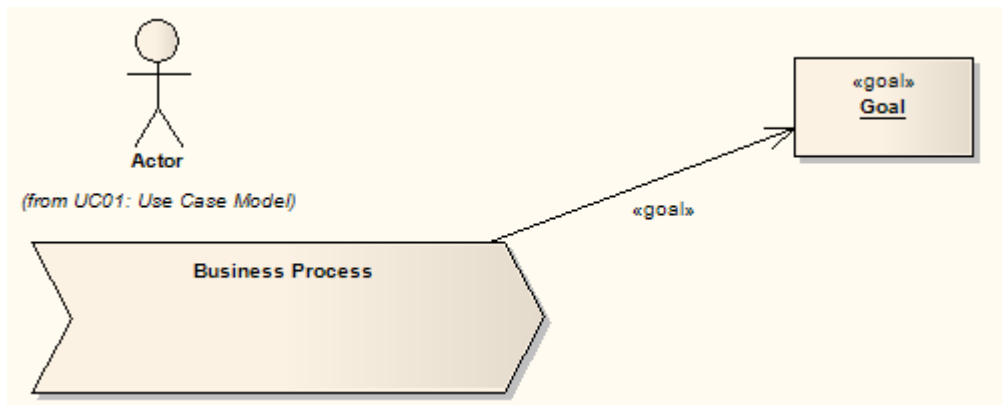 Actor
(from UC01: Use Case Model)
«goal»
Goal
«goal»
Business Process